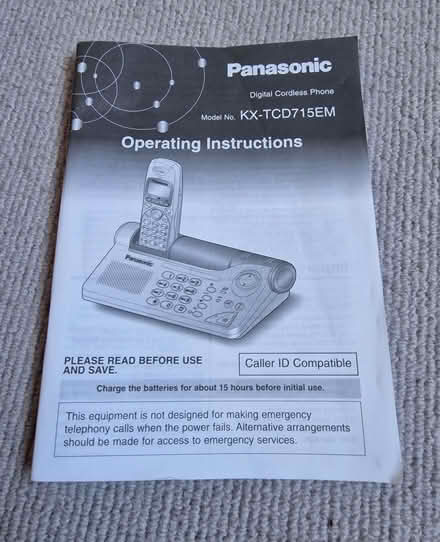 Panasonic
Digital Cordless Phone
Model No. KX-TCD715EM
Operating Instructions
Panasonic
PLEASE READ BEFORE USE
AND SAVE.
Caller ID Compatible
Charge the batteries for about 15 hours before initial use.
This equipment is not designed for making emergency
telephony calls when the power fails. Alternative arrangements
should be made for access to emergency services.